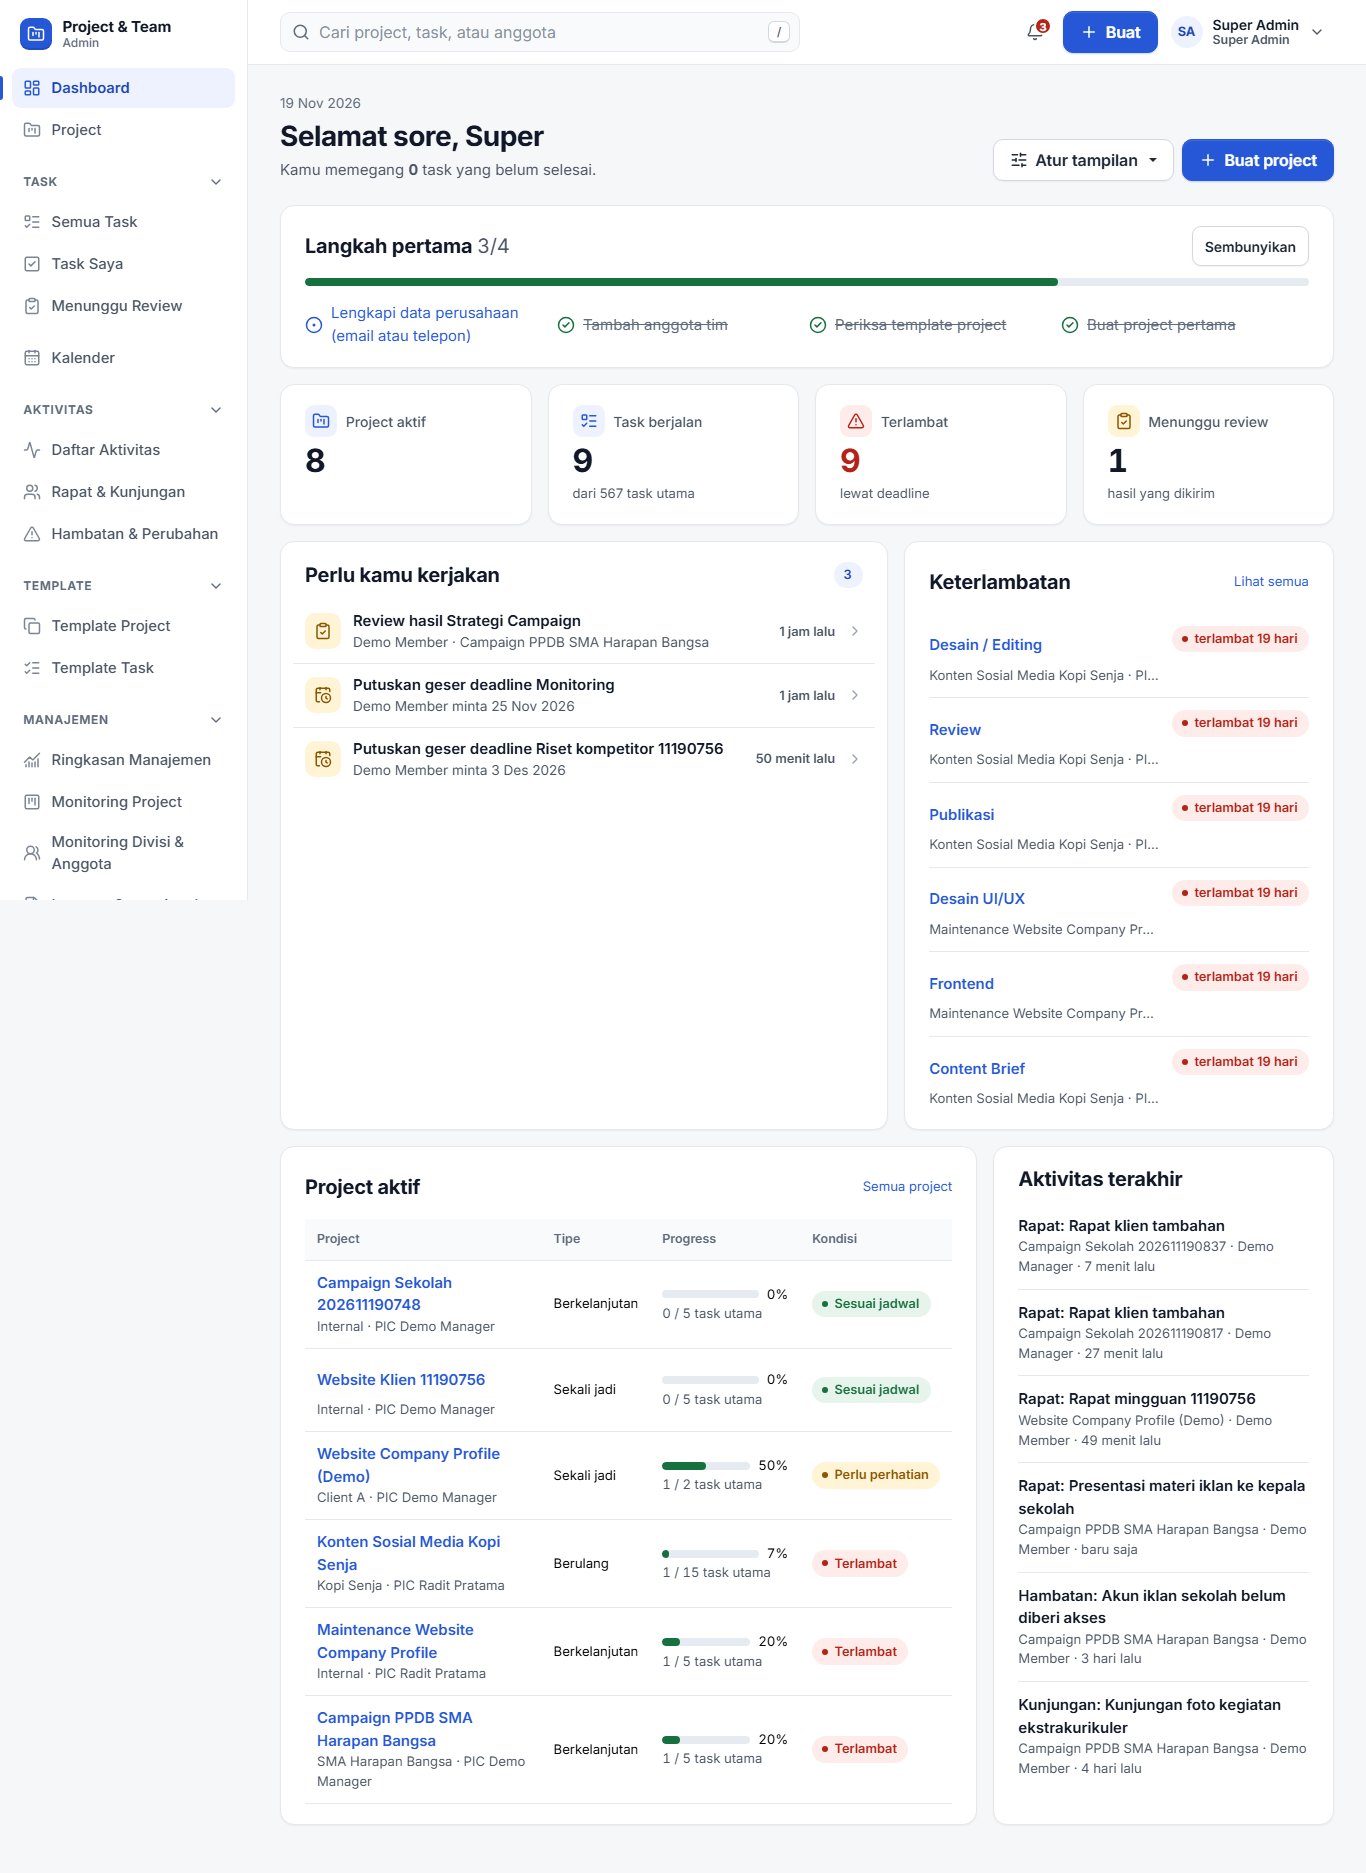 Project & Team
Admin
Dashboard
Project
TASK
Semua Task
Task Saya
Menunggu Review
Kalender
AKTIVITAS
Daftar Aktivitas
Rapat & Kunjungan
Hambatan & Perubahan
TEMPLATE
Template Project
Template Task
MANAJEMEN
Ringkasan Manajemen
Monitoring Project
Monitoring Divisi &
Anggota
Cari project, task, atau anggota
/
3
Buat
SA
Super Admin
Super Admin
19 Nov 2026
Selamat sore, Super
Kamu memegang 0 task yang belum selesai.
Atur tampilan
Buat project
Langkah pertama 3/4
Sembunyikan
Lengkapi data perusahaan
(email atau telepon)
Tambah anggota tim
Periksa template project
Buat project pertama
Project aktif
8
Task berjalan
9
dari 567 task utama
Terlambat
9
lewat deadline
Menunggu review
1
hasil yang dikirim
Perlu kamu kerjakan
3
Review hasil Strategi Campaign
Demo Member · Campaign PPDB SMA Harapan Bangsa
1 jam lalu
Putuskan geser deadline Monitoring
Demo Member minta 25 Nov 2026
1 jam lalu
Putuskan geser deadline Riset kompetitor 11190756
Demo Member minta 3 Des 2026
50 menit lalu
Keterlambatan
Lihat semua
Desain / Editing
terlambat 19 hari
Konten Sosial Media Kopi Senja · Pl...
Review
terlambat 19 hari
Konten Sosial Media Kopi Senja · Pl...
Publikasi
terlambat 19 hari
Konten Sosial Media Kopi Senja · Pl...
Desain UI/UX
terlambat 19 hari
Maintenance Website Company Pr...
Frontend
terlambat 19 hari
Maintenance Website Company Pr...
Content Brief
terlambat 19 hari
Konten Sosial Media Kopi Senja · Pl...
Project aktif
Semua project
Project Tipe Progress Kondisi
Campaign Sekolah
202611190748
Internal · PIC Demo Manager
Berkelanjutan
0%
0 / 5 task utama
Sesuai jadwal
Website Klien 11190756
Internal · PIC Demo Manager
Sekali jadi
0%
0 / 5 task utama
Sesuai jadwal
Website Company Profile
(Demo)
Client A · PIC Demo Manager
Sekali jadi
50%
1 / 2 task utama
Perlu perhatian
Konten Sosial Media Kopi
Senja
Kopi Senja · PIC Radit Pratama
Berulang
7%
1 / 15 task utama
Terlambat
Maintenance Website
Company Profile
Internal · PIC Radit Pratama
Berkelanjutan
20%
1 / 5 task utama
Terlambat
Campaign PPDB SMA
Harapan Bangsa
SMA Harapan Bangsa · PIC Demo
Manager
Berkelanjutan
20%
1 / 5 task utama
Terlambat
Aktivitas terakhir
Rapat: Rapat klien tambahan
Campaign Sekolah 202611190837 · Demo
Manager · 7 menit lalu
Rapat: Rapat klien tambahan
Campaign Sekolah 202611190817 · Demo
Manager · 27 menit lalu
Rapat: Rapat mingguan 11190756
Website Company Profile (Demo) · Demo
Member · 49 menit lalu
Rapat: Presentasi materi iklan ke kepala
sekolah
Campaign PPDB SMA Harapan Bangsa · Demo
Member · baru saja
Hambatan: Akun iklan sekolah belum
diberi akses
Campaign PPDB SMA Harapan Bangsa · Demo
Member · 3 hari lalu
Kunjungan: Kunjungan foto kegiatan
ekstrakurikuler
Campaign PPDB SMA Harapan Bangsa · Demo
Member · 4 hari lalu